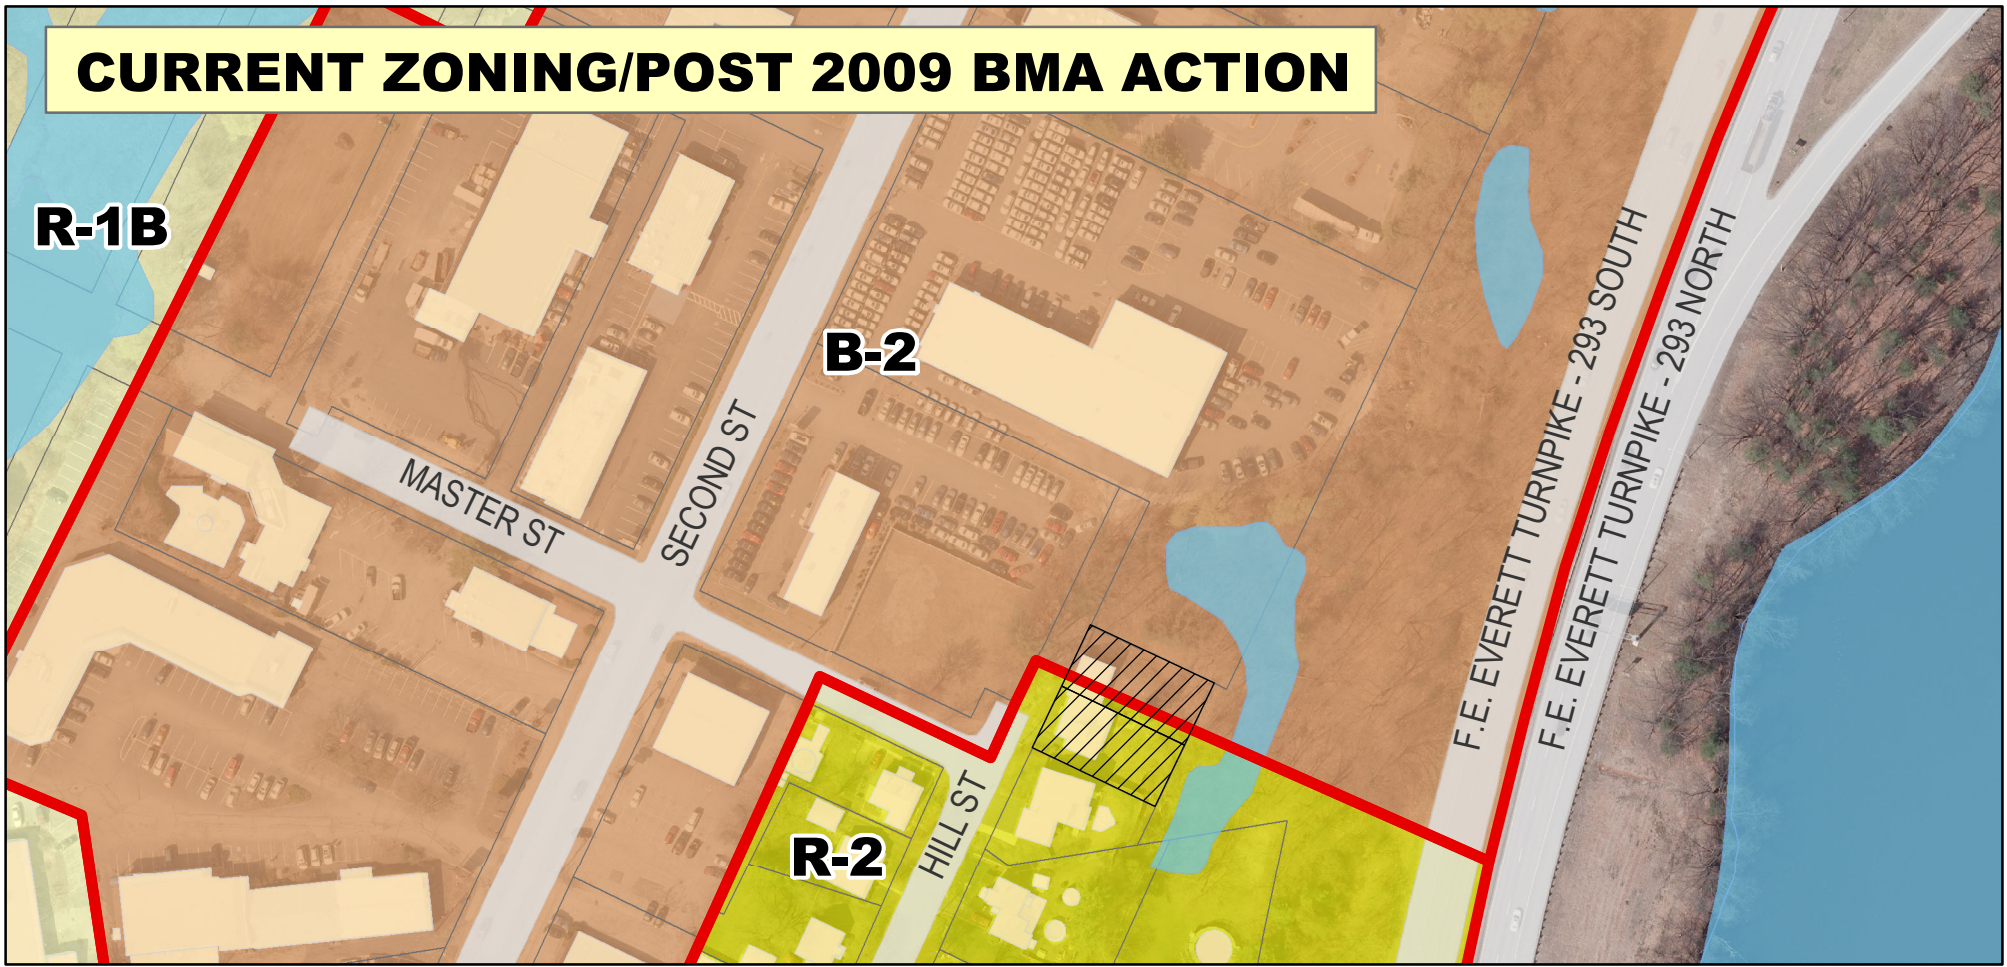 CURRENT ZONING/POST 2009 BMA ACTION
R-1B
B-2
MASTER ST
SECOND ST
F.E. EVERETT TURNPIKE - 293 SOUTH
F.E. EVERETT TURNPIKE - 293 NORTH
HILL ST
R-2